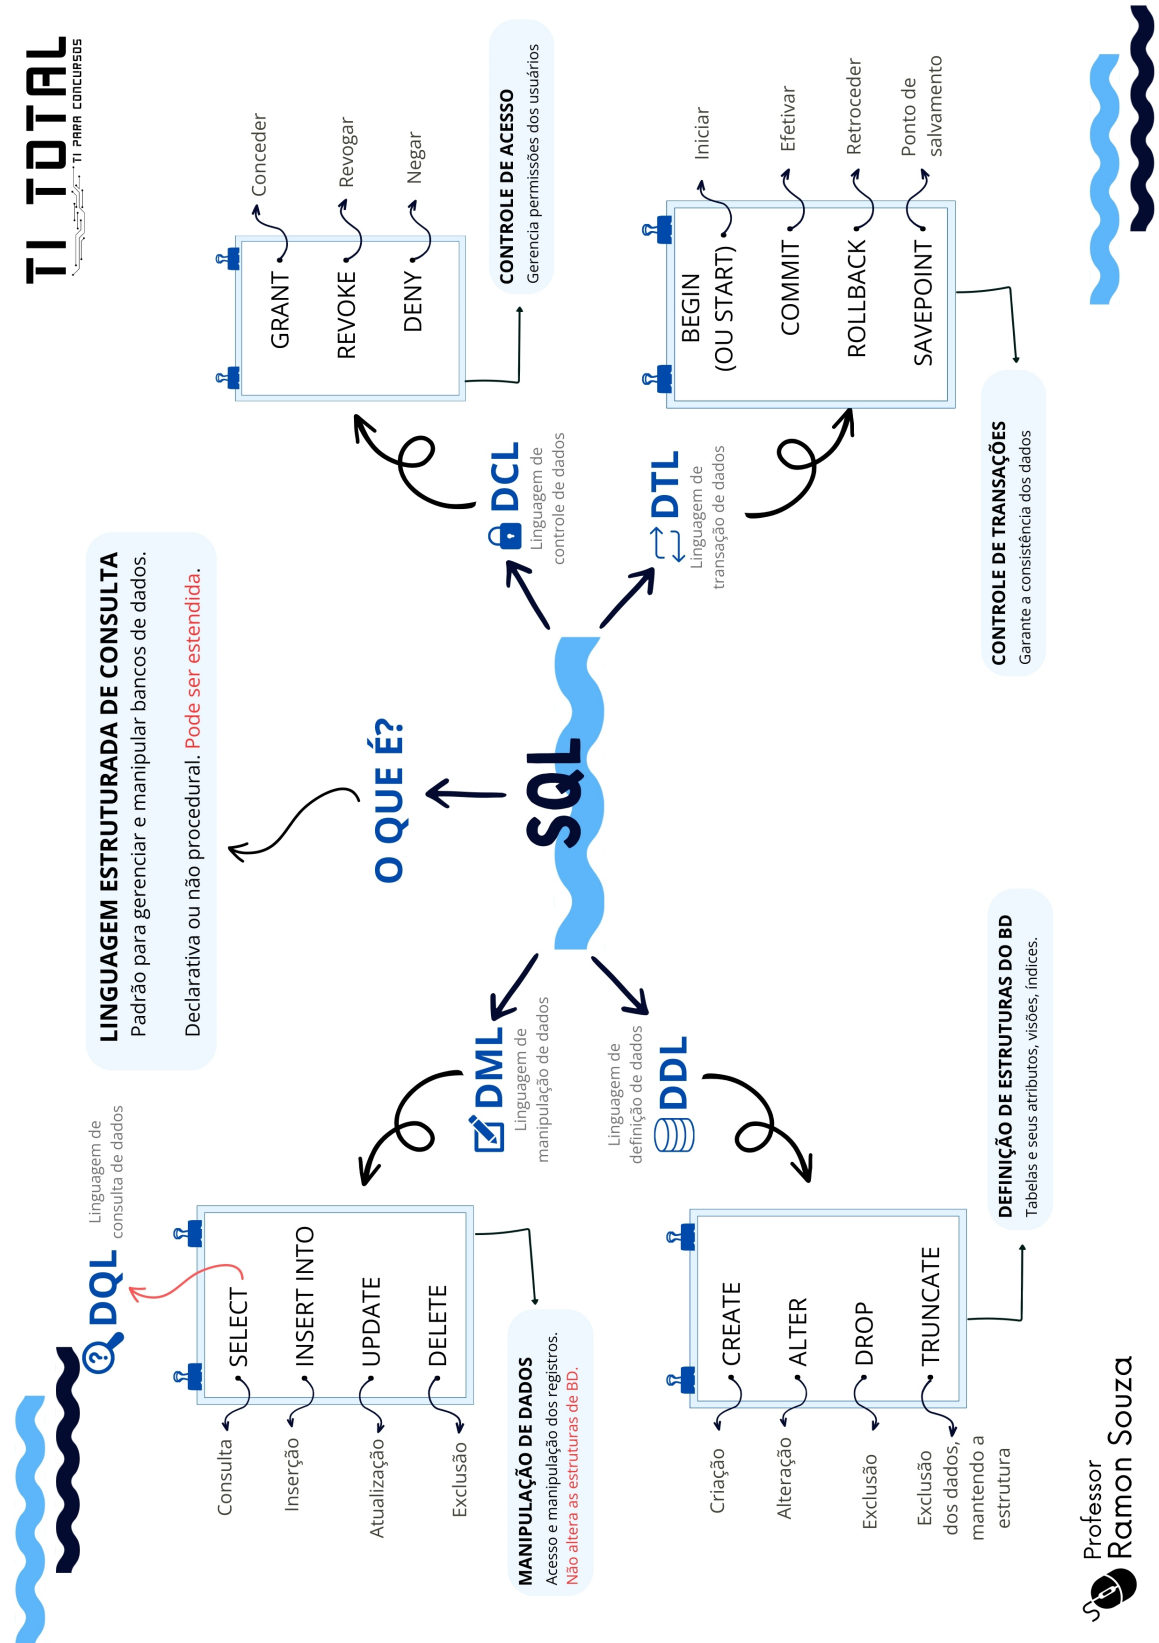 TI TOTAL
TI PARA CONCURSOS
LINGUAGEM ESTRUTURADA DE CONSULTA
Padrão para gerenciar e manipular bancos de dados.
Declarativa ou não procedural. Pode ser estendida.
O QUE É?
SQL
DQL
Linguagem de
consulta de dados
SELECT
INSERT INTO
UPDATE
DELETE
Consulta
Inserção
Atualização
Exclusão
DML
Linguagem de
manipulação de dados
MANIPULAÇÃO DE DADOS
Acesso e manipulação dos registros.
Não altera as estruturas de BD.
DCL
Linguagem de
controle de dados
GRANT
REVOKE
DENY
Conceder
Revogar
Negar
CONTROLE DE ACESSO
Gerencia permissões dos usuários
Linguagem de
definição de dados
DDL
CREATE
ALTER
DROP
TRUNCATE
Criação
Alteração
Exclusão
Exclusão
dos dados,
mantendo a
estrutura
DEFINIÇÃO DE ESTRUTURAS DO BD
Tabelas e seus atributos, visões, índices.
DTL
Linguagem de
transação de dados
BEGIN
(OU START)
COMMIT
ROLLBACK
SAVEPOINT
Iniciar
Efetivar
Retroceder
Ponto de
salvamento
CONTROLE DE TRANSAÇÕES
Garante a consistência dos dados
Professor
Ramon Souza